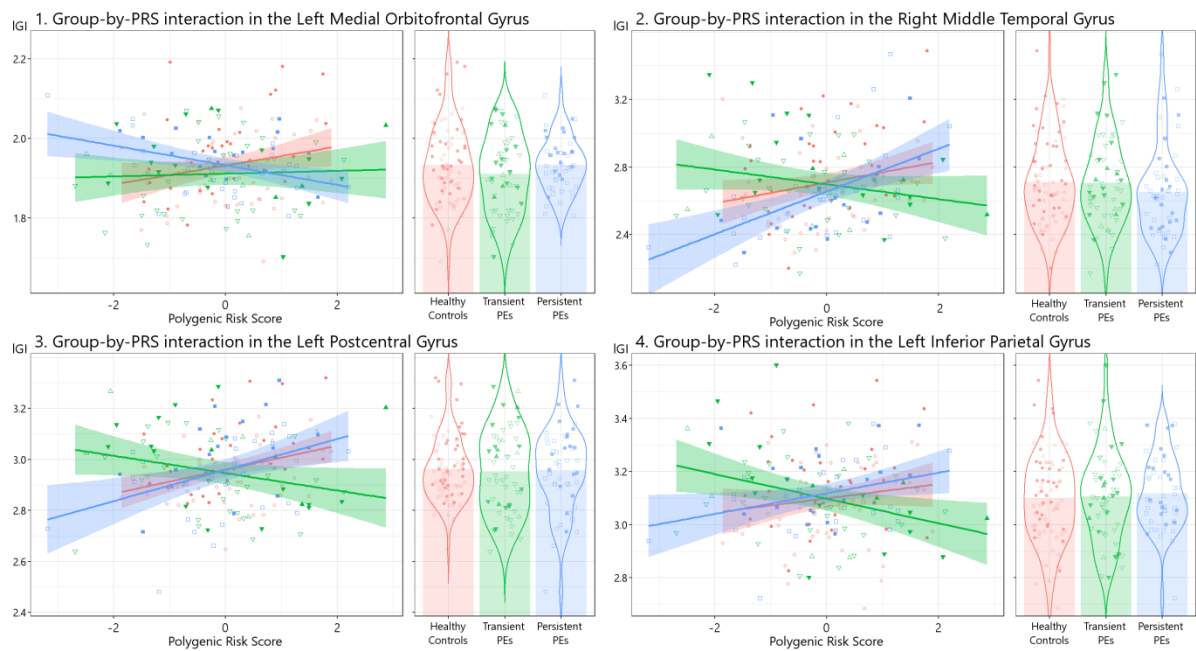 1. Group-by-PRS interaction in the Left Medial Orbitofrontal Gyrus
lGI
2.2
2.0
1.8
-2
0
2
Polygenic Risk Score
Healthy
Controls
Transient
PEs
Persistent
PEs
2. Group-by-PRS interaction in the Right Middle Temporal Gyrus
lGI
3.2
2.8
2.4
-2
0
2
Polygenic Risk Score
Healthy
Controls
Transient
PEs
Persistent
PEs
3. Group-by-PRS interaction in the Left Postcentral Gyrus
lGI
3.2
3.0
2.8
2.6
2.4
-2
0
2
Polygenic Risk Score
Healthy
Controls
Transient
PEs
Persistent
PEs
4. Group-by-PRS interaction in the Left Inferior Parietal Gyrus
lGI
3.6
3.4
3.2
3.0
2.8
-2
0
2
Polygenic Risk Score
Healthy
Controls
Transient
PEs
Persistent
PEs